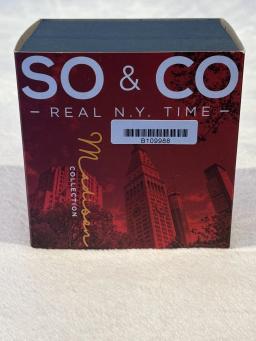 SO & CO
– REAL N.Y. TIME –
B109988
Madison
COLLECTION